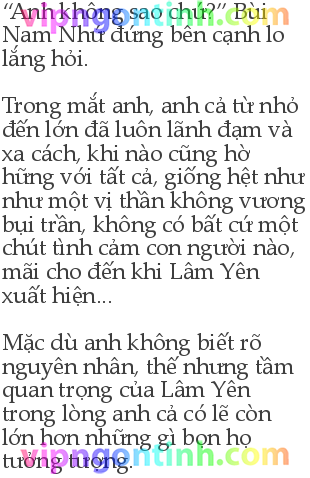 “Anh không sao chứ?” Bùi
Nam Như đứng bên cạnh lo
lắng hỏi.
Trong mắt anh, anh cả từ nhỏ
đến lớn đã luôn lãnh đạm và
xa cách, khi nào cũng hờ
hững với tất cả, giống hệt như
như một vị thần không vương
bụi trần, không có bất cứ một
chút tình cảm con người nào,
mãi cho đến khi Lâm Yên
xuất hiện...
Mặc dù anh không biết rõ
nguyên nhân, thế nhưng tầm
quan trọng của Lâm Yên
trong lòng anh cả có lẽ còn
lớn hơn những gì bọn họ
tưởng tượng.
vipngontinh.com
vipngontinh.com